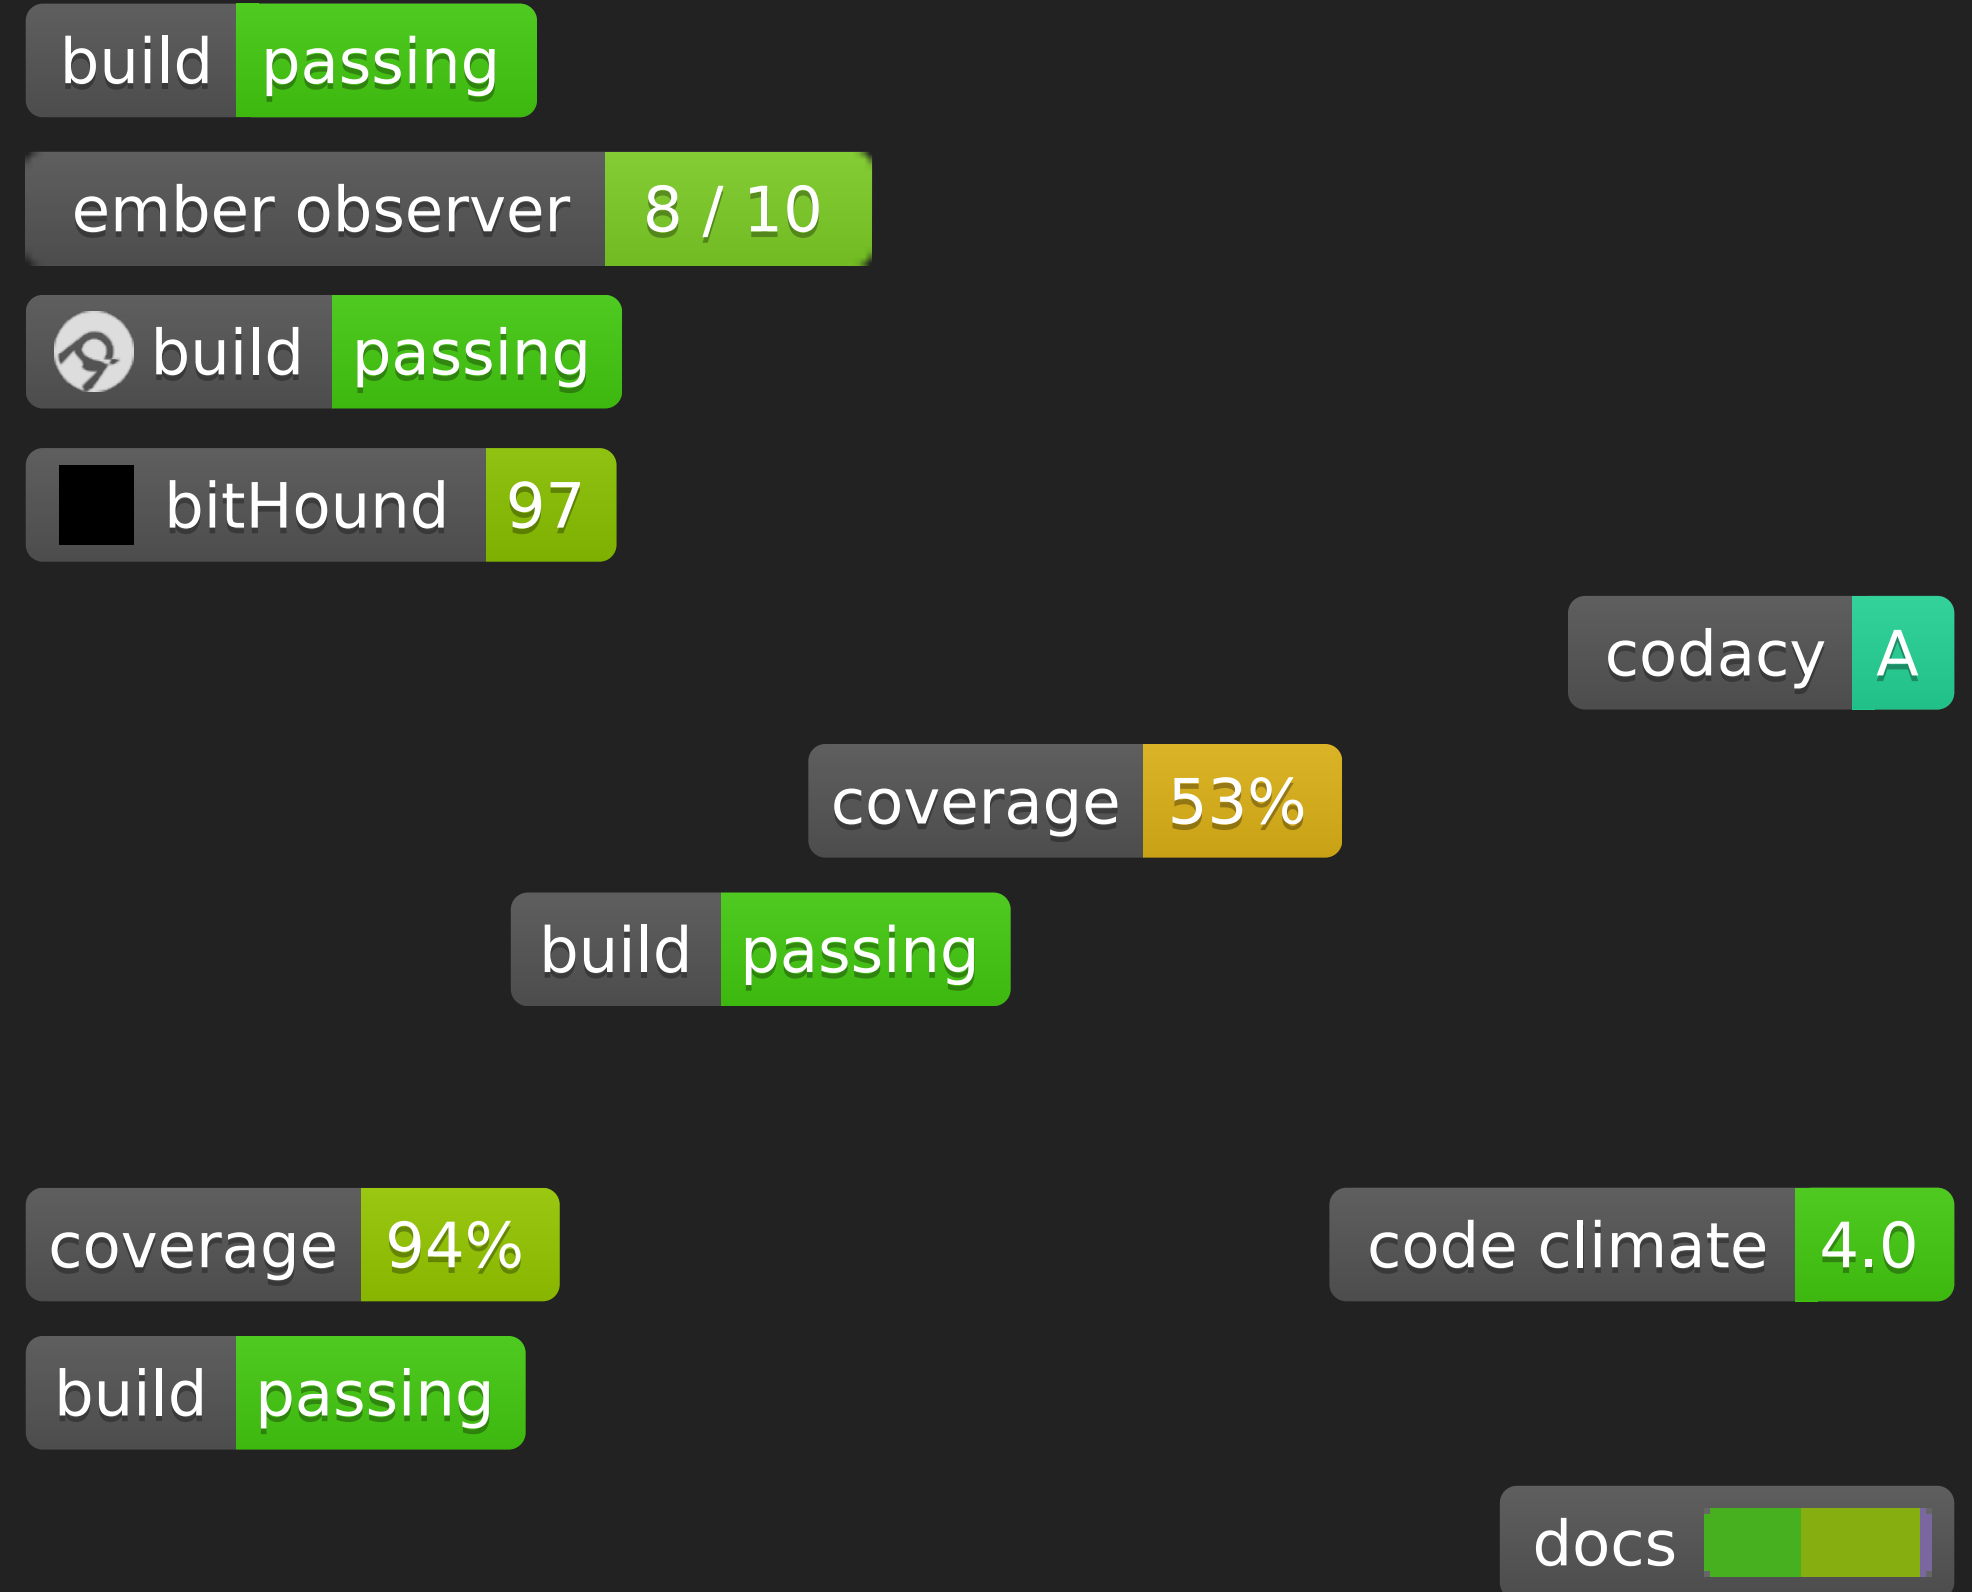 build passing
ember observer 8 / 10
build passing
bitHound 97
codacy A
coverage 53%
build passing
coverage 94% code climate 4.0
build passing
docs